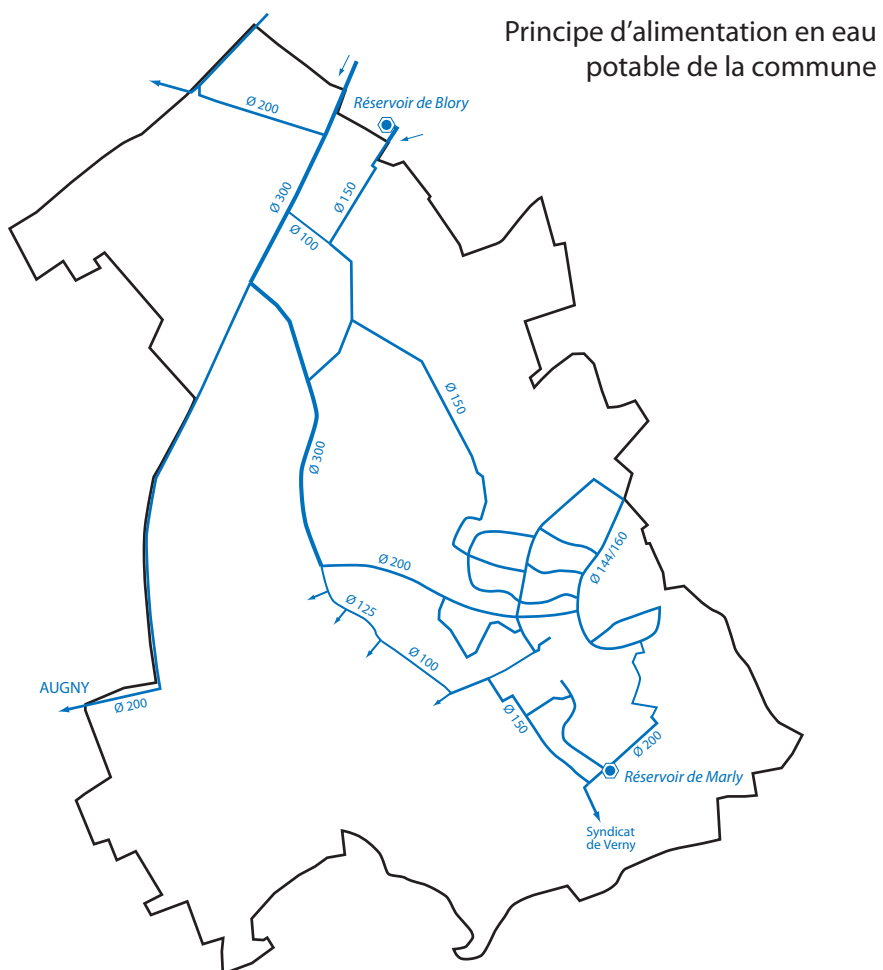 Principe d'alimentation en eau
potable de la commune
Ø 200
Réservoir de Blory
Ø 300
Ø 150
Ø 100
Ø 150
Ø 300
Ø 144/160
Ø 200
Ø 125
Ø 100
AUGNY
Ø 200
Ø 150
Ø 200
Réservoir de Marly
Syndicat
de Verny